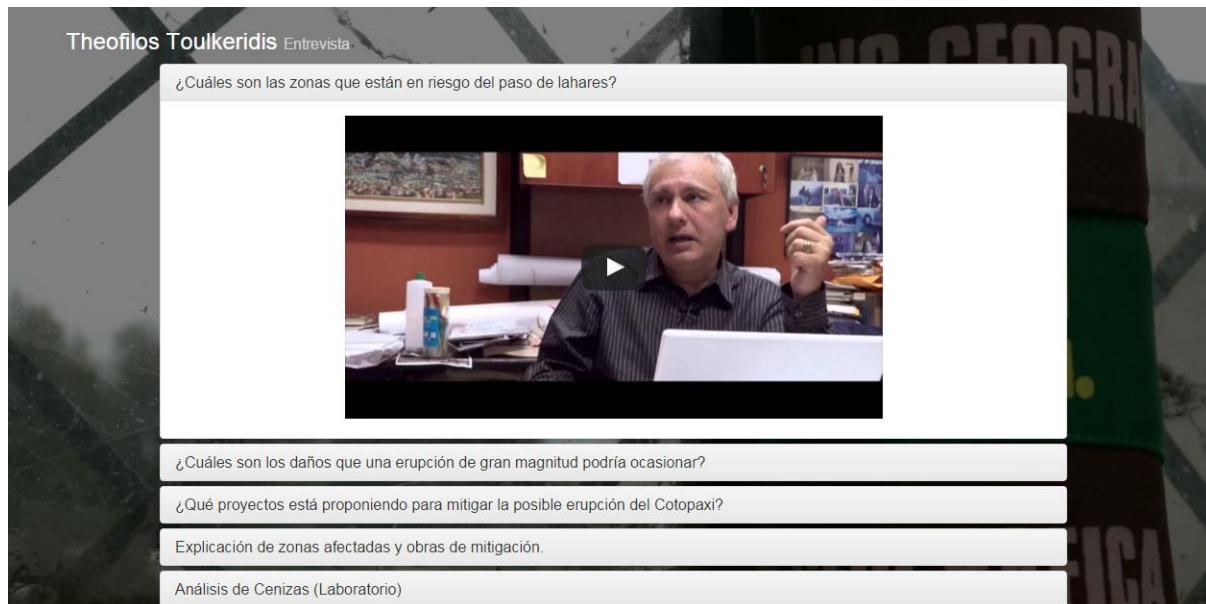 Theofilos Toulkeridis Entrevista
¿Cuáles son las zonas que están en riesgo del paso de lahares?
¿Cuáles son los daños que una erupción de gran magnitud podría ocasionar?
¿Qué proyectos está proponiendo para mitigar la posible erupción del Cotopaxi?
Explicación de zonas afectadas y obras de mitigación.
Análisis de Cenizas (Laboratorio)
ING GEOGRA